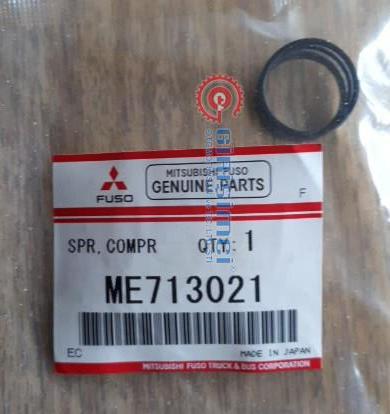 MITSUBISHI FUSO
GENUINE PARTS
FUSO
F
SPR, COMPR QTY: 1
ME713021
EC MADE IN JAPAN
MITSUBISHI FUSO TRUCK & BUS CORPORATION